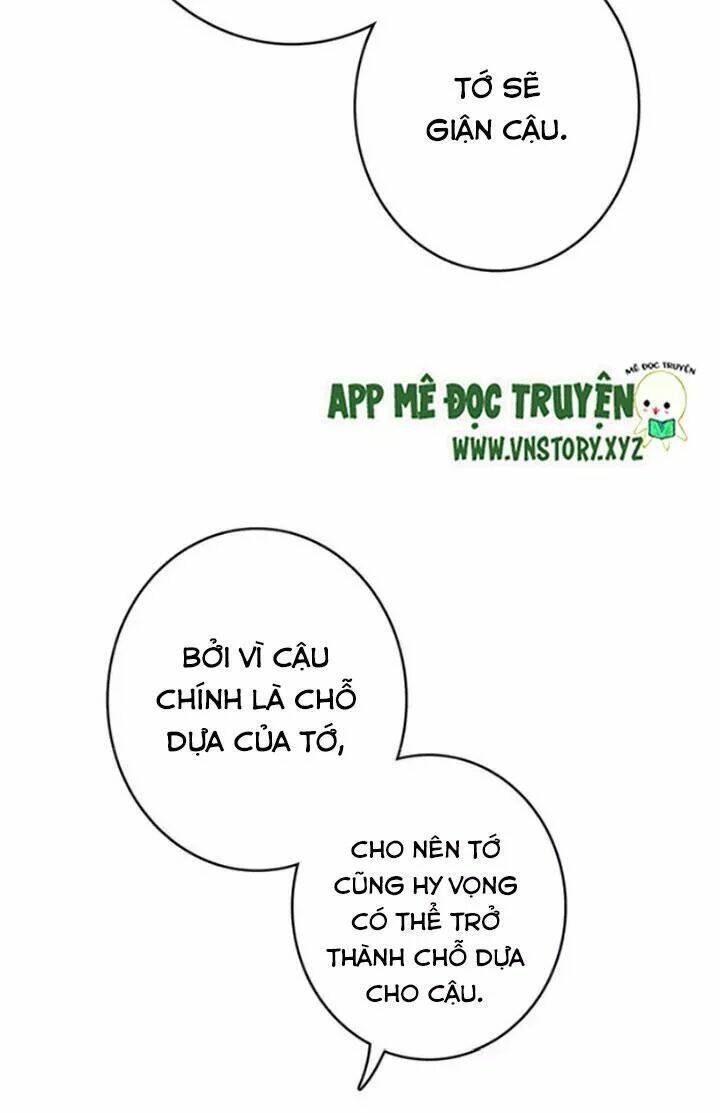 TỚ SẼ
GIẬN CẬU.
MÊ ĐỌC TRUYỆN
APP MÊ ĐỌC TRUYỆN
WWW.VNSTORY.XYZ
BỞI VÌ CẬU
CHÍNH LÀ CHỖ
DỰA CỦA TỚ,
CHO NÊN TỚ
CŨNG HY VỌNG
CÓ THỂ TRỞ
THÀNH CHỖ DỰA
CHO CẬU.